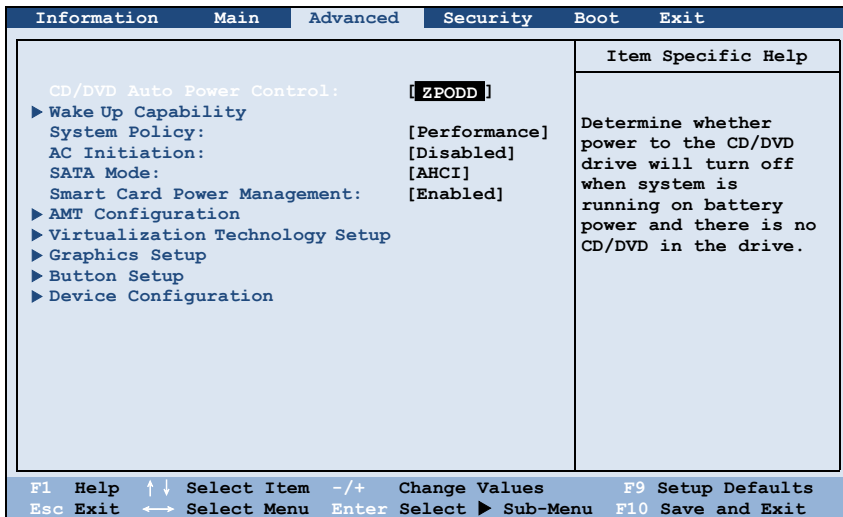 Information Main Advanced Security Boot Exit
Item Specific Help
CD/DVD Auto Power Control: [ZPODD]
▶ Wake Up Capability
System Policy: [Performance]
AC Initiation: [Disabled]
SATA Mode: [AHCI]
Smart Card Power Management: [Enabled]
▶ AMT Configuration
▶ Virtualization Technology Setup
▶ Graphics Setup
▶ Button Setup
▶ Device Configuration
Determine whether
power to the CD/DVD
drive will turn off
when system is
running on battery
power and there is no
CD/DVD in the drive.
F1 Help ↑↓ Select Item -/+ Change Values F9 Setup Defaults
Esc Exit ←→ Select Menu Enter Select ▶ Sub-Menu F10 Save and Exit